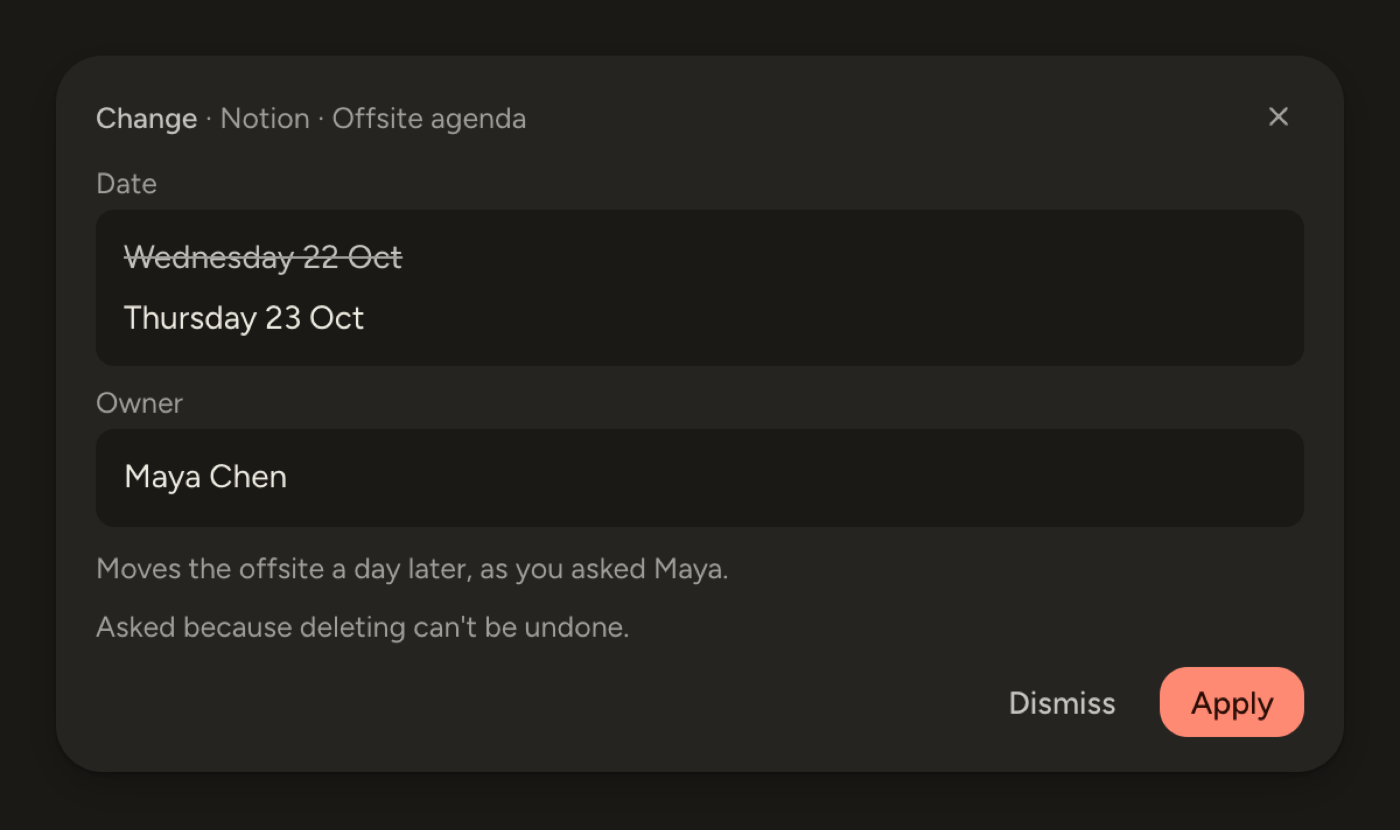 Change · Notion · Offsite agenda
Date
Wednesday 22 Oct
Thursday 23 Oct
Owner
Maya Chen
Moves the offsite a day later, as you asked Maya.
Asked because deleting can't be undone.
Dismiss
Apply